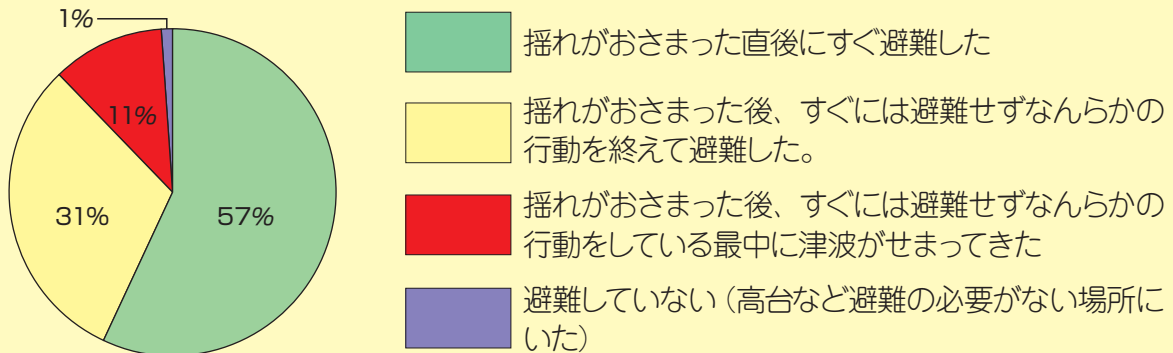 1%
11%
31%
57%
揺れがおさまった直後にすぐ避難した
揺れがおさまった後、すぐには避難せずなんらかの
行動を終えて避難した。
揺れがおさまった後、すぐには避難せずなんらかの
行動をしている最中に津波がせまってきた
避難していない（高台など避難の必要がない場所に
いた）